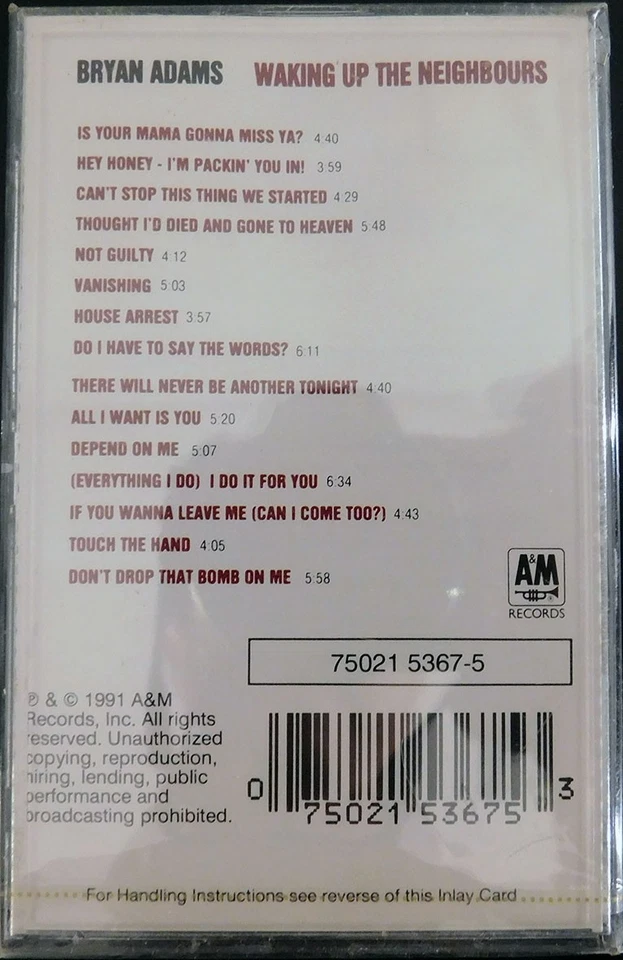 BRYAN ADAMS WAKING UP THE NEIGHBOURS
IS YOUR MAMA GONNA MISS YA? 4:40
HEY HONEY - I'M PACKIN' YOU IN! 3:59
CAN'T STOP THIS THING WE STARTED 4:29
THOUGHT I'D DIED AND GONE TO HEAVEN 5:48
NOT GUILTY 4:12
VANISHING 5:03
HOUSE ARREST 3:57
DO I HAVE TO SAY THE WORDS? 6:11
THERE WILL NEVER BE ANOTHER TONIGHT 4:40
ALL I WANT IS YOU 5:20
DEPEND ON ME 5:07
(EVERYTHING I DO) I DO IT FOR YOU 6:34
IF YOU WANNA LEAVE ME (CAN I COME TOO?) 4:43
TOUCH THE HAND 4:05
DON'T DROP THAT BOMB ON ME 5:58
A&M
RECORDS
75021 5367-5
℗ & © 1991 A&M
Records, Inc. All rights
reserved. Unauthorized
copying, reproduction,
hiring, lending, public
performance and
broadcasting prohibited.
0 75021 53675 3
For Handling Instructions see reverse of this Inlay Card